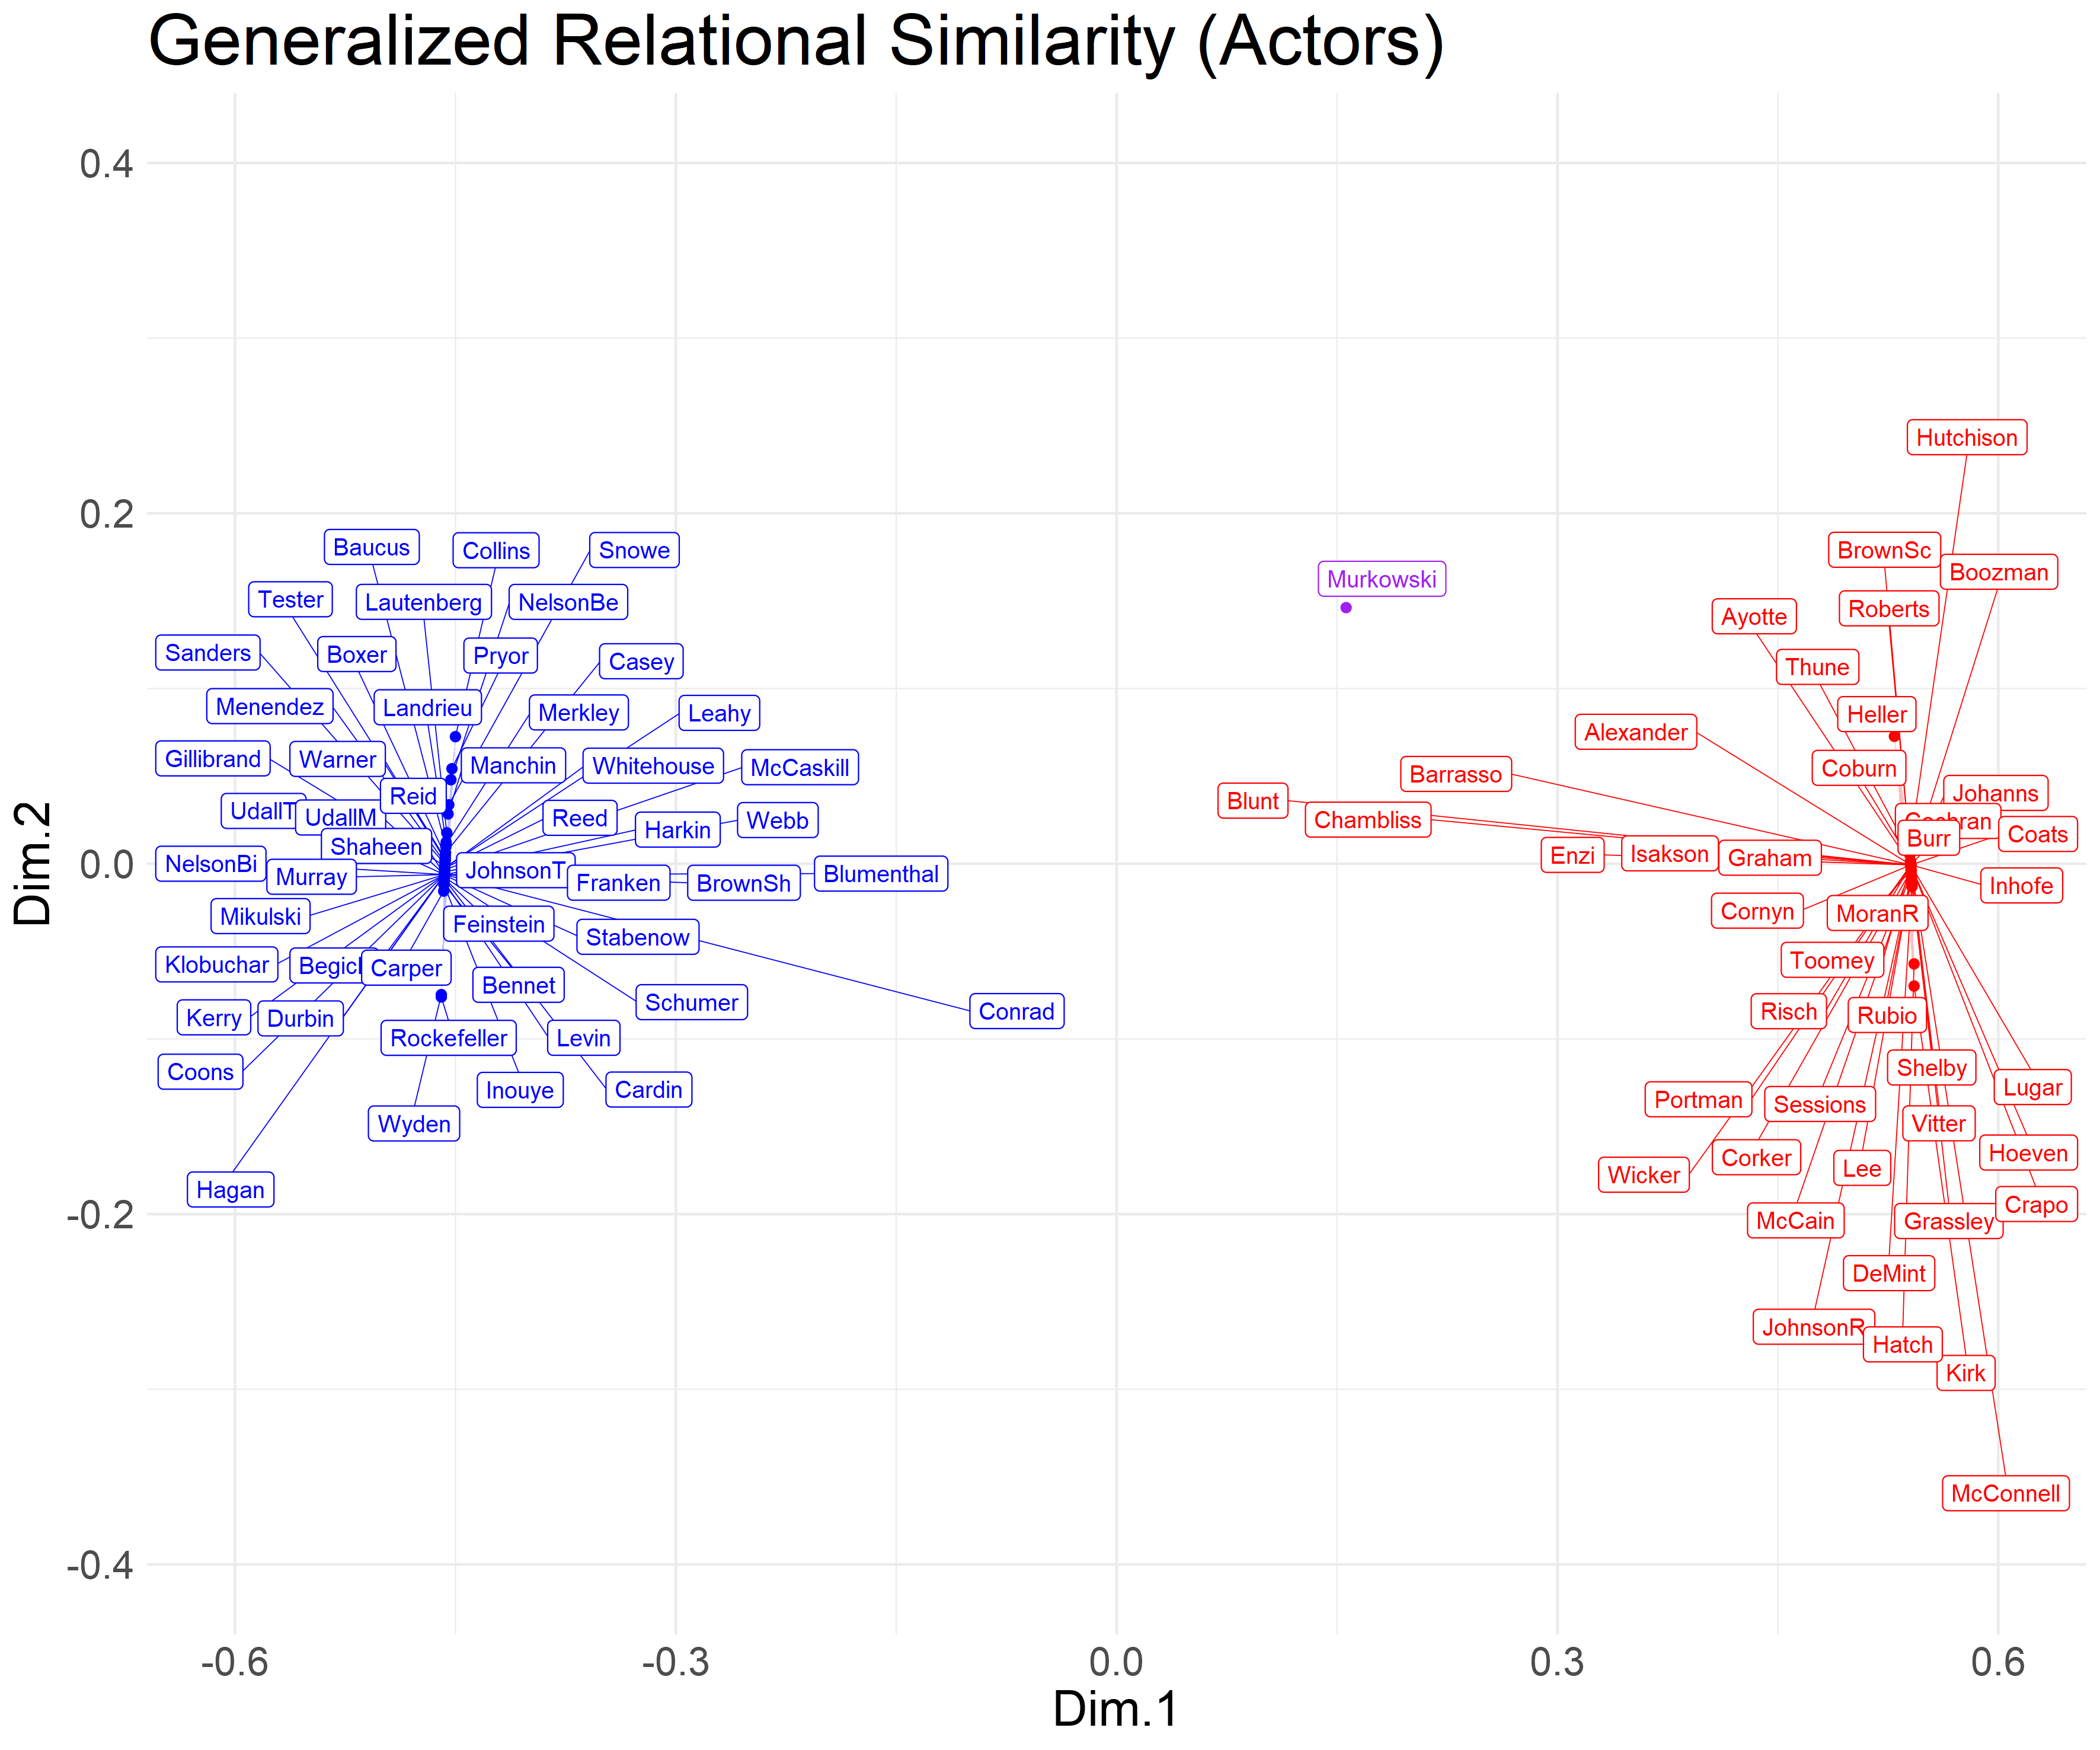 Generalized Relational Similarity (Actors)
0.4
Hutchison
0.2
Baucus
Collins
Snowe
BrownSc
Boozman
Murkowski
Tester
Lautenberg
NelsonBe
Roberts
Ayotte
Sanders
Boxer
Pryor
Casey
Thune
Menendez
Landrieu
Merkley
Leahy
Heller
Alexander
Gillibrand
Warner
Manchin
Whitehouse
McCaskill
Coburn
Barrasso
Reid
Blunt
Johanns
UdallT
UdallM
Reed
Harkin
Webb
Chambliss
Cochran
Burr
Coats
Shaheen
Enzi
Isakson
Graham
0.0
NelsonBi
Murray
JohnsonT
Franken
BrownSh
Blumenthal
Inhofe
Dim.2
Mikulski
Feinstein
Cornyn
MoranR
Stabenow
Klobuchar
Carper
Toomey
Bennet
Schumer
Conrad
Risch
Rubio
Kerry
Durbin
Rockefeller
Levin
Coons
Inouye
Cardin
Shelby
Lugar
Portman
Sessions
Wyden
Vitter
Hagan
Wicker
Corker
Lee
Hoeven
-0.2
McCain
Grassley
Crapo
DeMint
JohnsonR
Hatch
Kirk
McConnell
-0.4
-0.6
-0.3
0.0
0.3
0.6
Dim.1